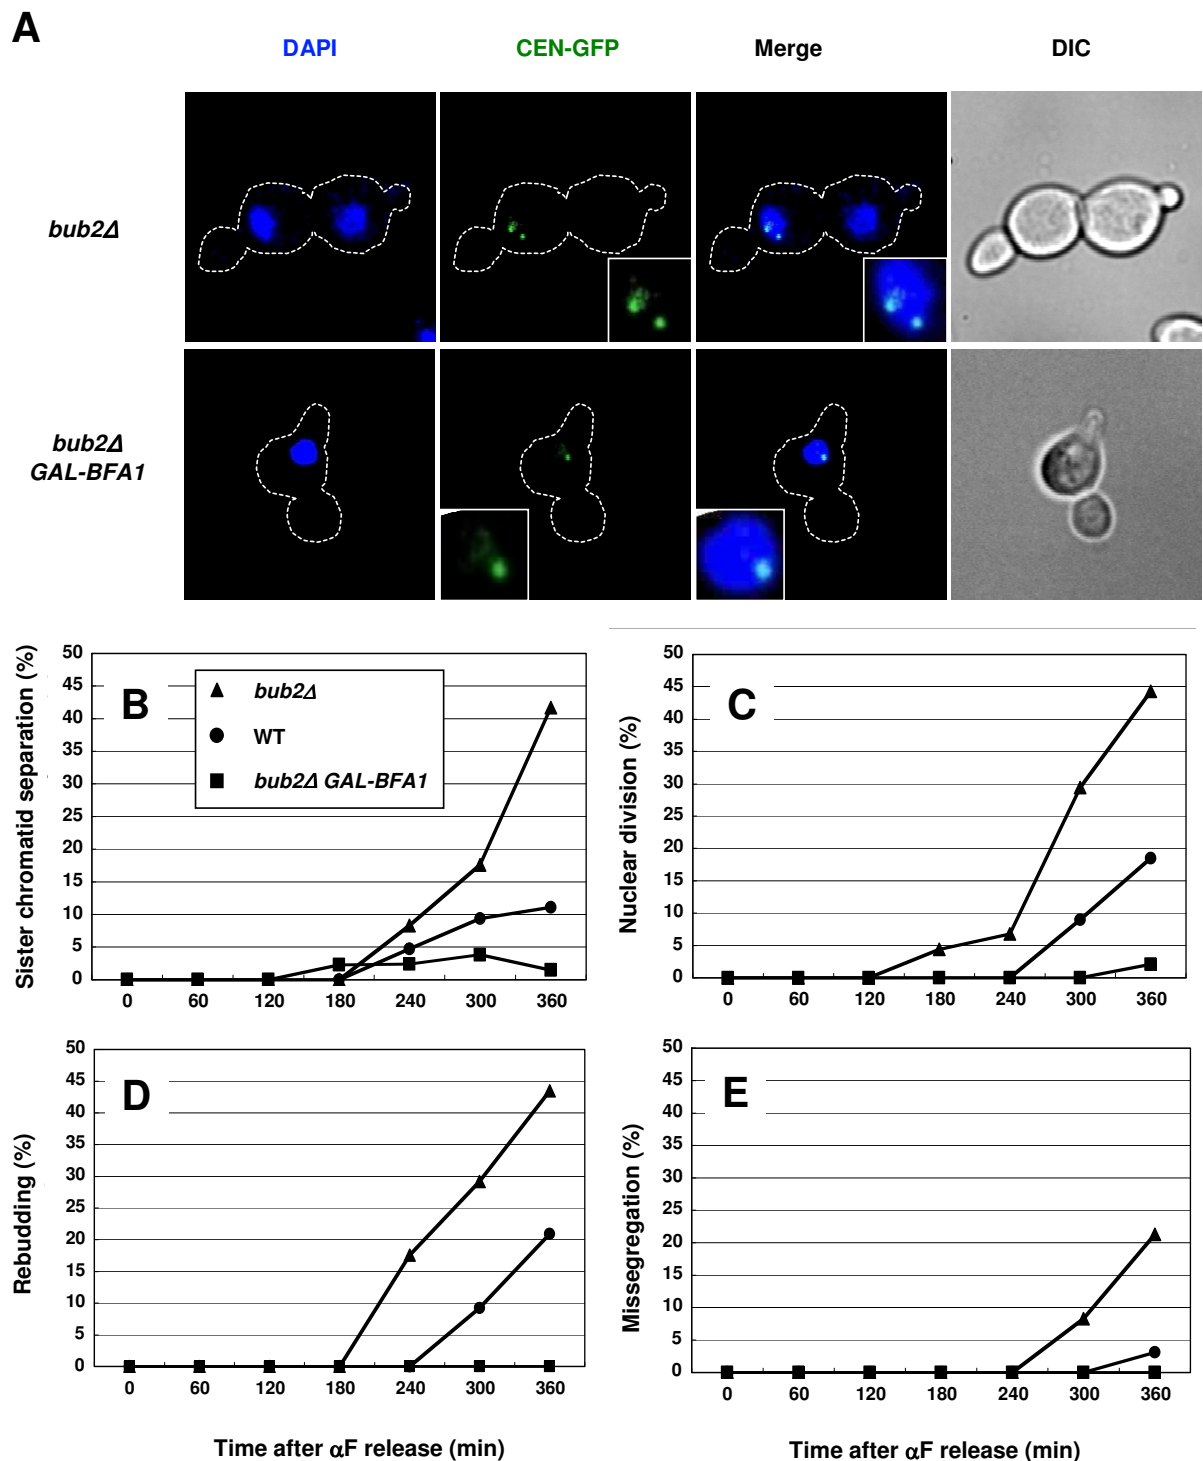 A
DAPI
CEN-GFP
Merge
DIC
bub2Δ
bub2Δ
GAL-BFA1
B
Sister chromatid separation (%)
50
45
40
35
30
25
20
15
10
5
0
0 60 120 180 240 300 360
bub2Δ
WT
bub2Δ GAL-BFA1
C
Nuclear division (%)
50
45
40
35
30
25
20
15
10
5
0
0 60 120 180 240 300 360
D
Rebudding (%)
50
45
40
35
30
25
20
15
10
5
0
0 60 120 180 240 300 360
Time after αF release (min)
E
Missegregation (%)
50
45
40
35
30
25
20
15
10
5
0
0 60 120 180 240 300 360
Time after αF release (min)